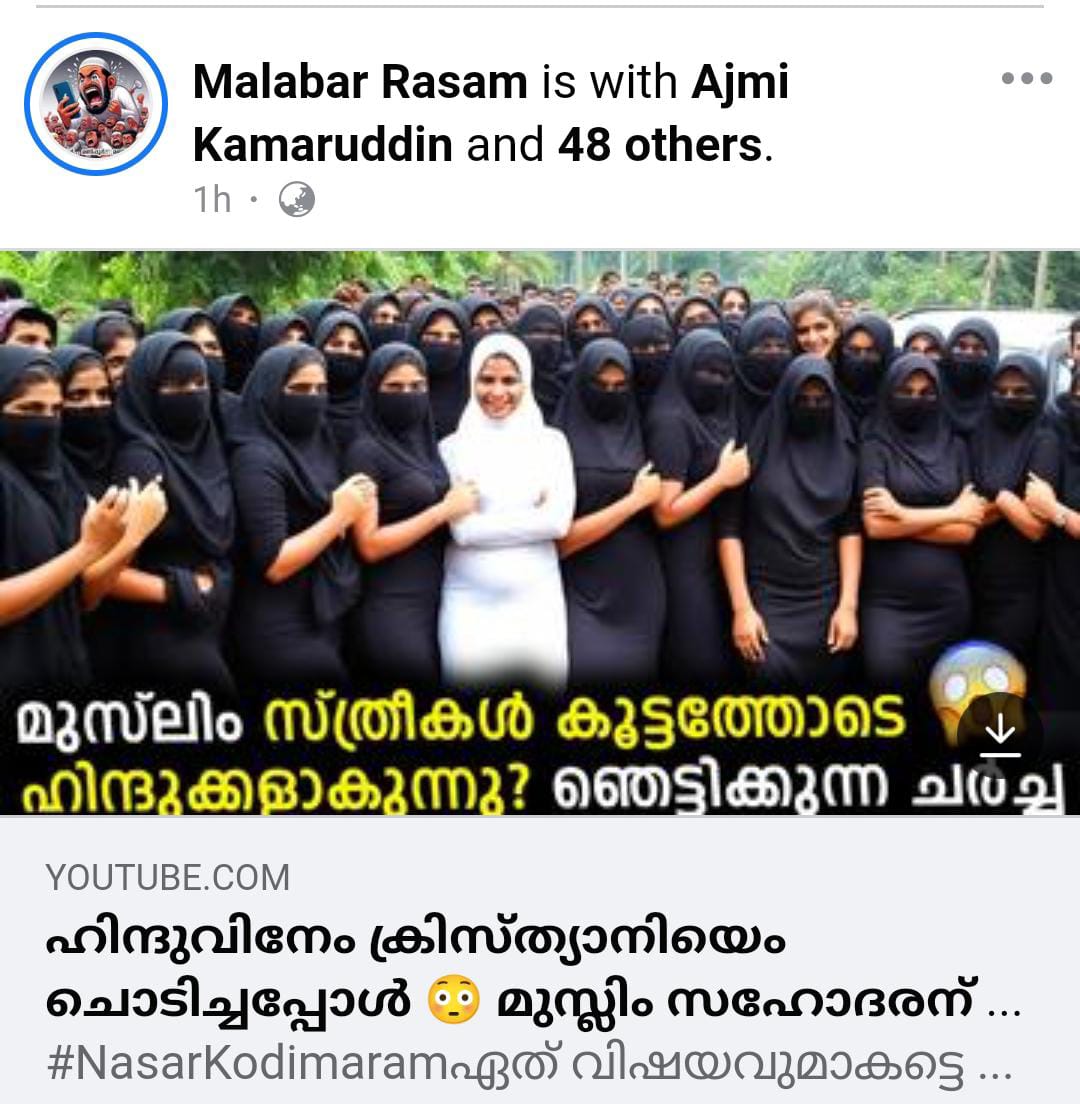 Malabar Rasam is with Ajmi
Kamaruddin and 48 others.
1h ·
മുസ്‌ലിം സ്ത്രീകൾ കൂട്ടത്തോടെ
ഹിന്ദുക്കളാകുന്നു? ഞെട്ടിക്കുന്ന ചർച്ച
YOUTUBE.COM
ഹിന്ദുവിനേം ക്രിസ്ത്യാനിയെം
ചൊടിച്ചപ്പോൾ 😳 മുസ്ലിം സഹോദരന് ...
#NasarKodimaramഏത് വിഷയവുമാകട്ടെ ...